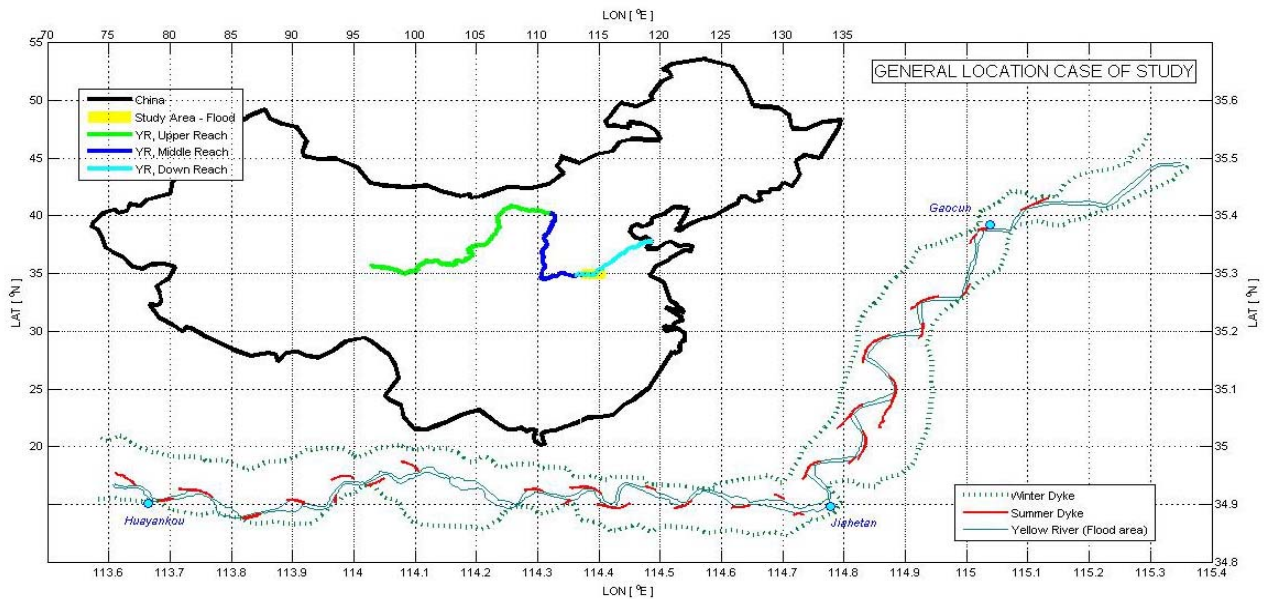 LON [ °E]
70 75 80 85 90 95 100 105 110 115 120 125 130 135
GENERAL LOCATION CASE OF STUDY
China
Study Area - Flood
YR, Upper Reach
YR, Middle Reach
YR, Down Reach
55
50
45
40
35
30
25
20
LAT [ °N]
35.6
35.5
35.4
35.3
35.2
35.1
35
34.9
34.8
LAT [ °N]
Gaocun
Huayankou
Jiahetan
Winter Dyke
Summer Dyke
Yellow River (Flood area)
113.6 113.7 113.8 113.9 114 114.1 114.2 114.3 114.4 114.5 114.6 114.7 114.8 114.9 115 115.1 115.2 115.3 115.4
LON [ °E]